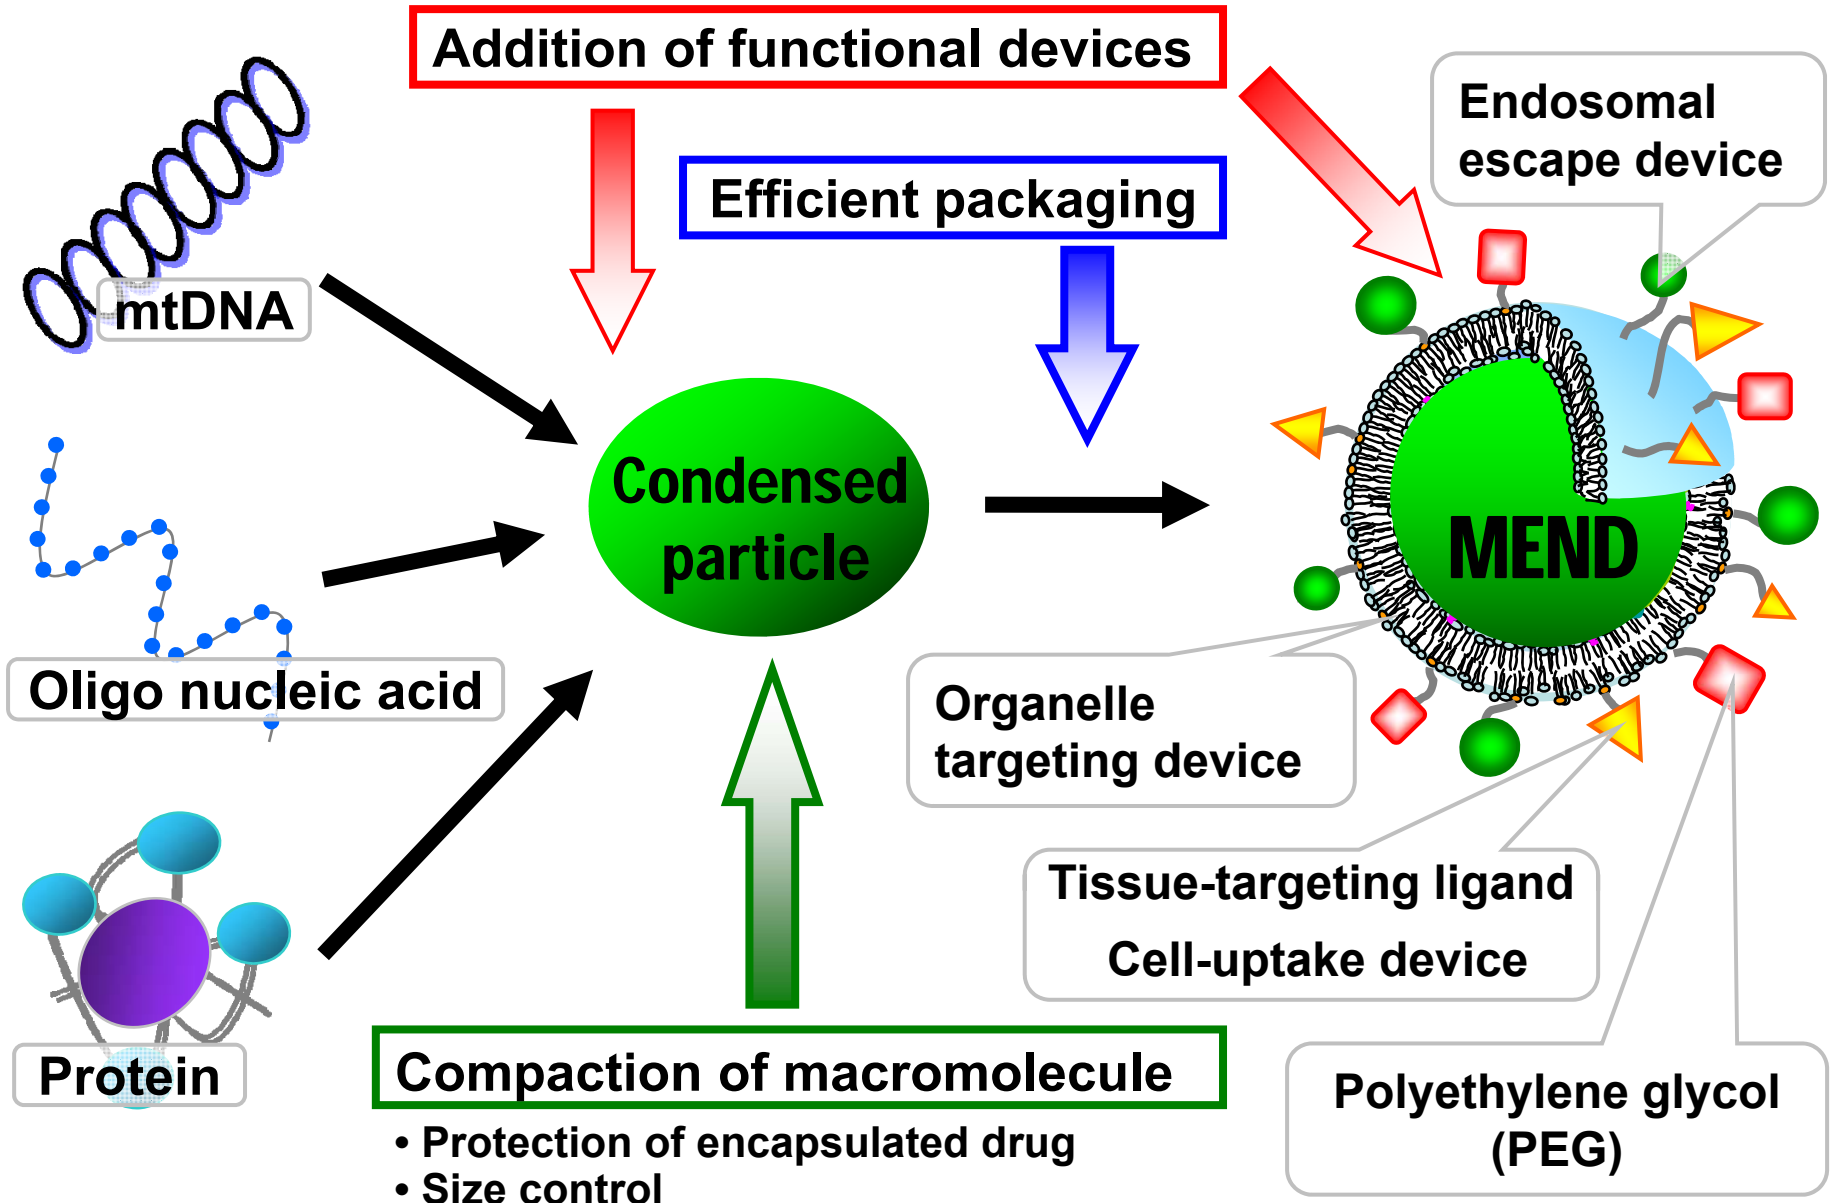 Addition of functional devices
Endosomal
escape device
Efficient packaging
mtDNA
Condensed
particle
MEND
Oligo nucleic acid
Organelle
targeting device
Tissue-targeting ligand
Cell-uptake device
Protein
Compaction of macromolecule
• Protection of encapsulated drug
• Size control
Polyethylene glycol
(PEG)